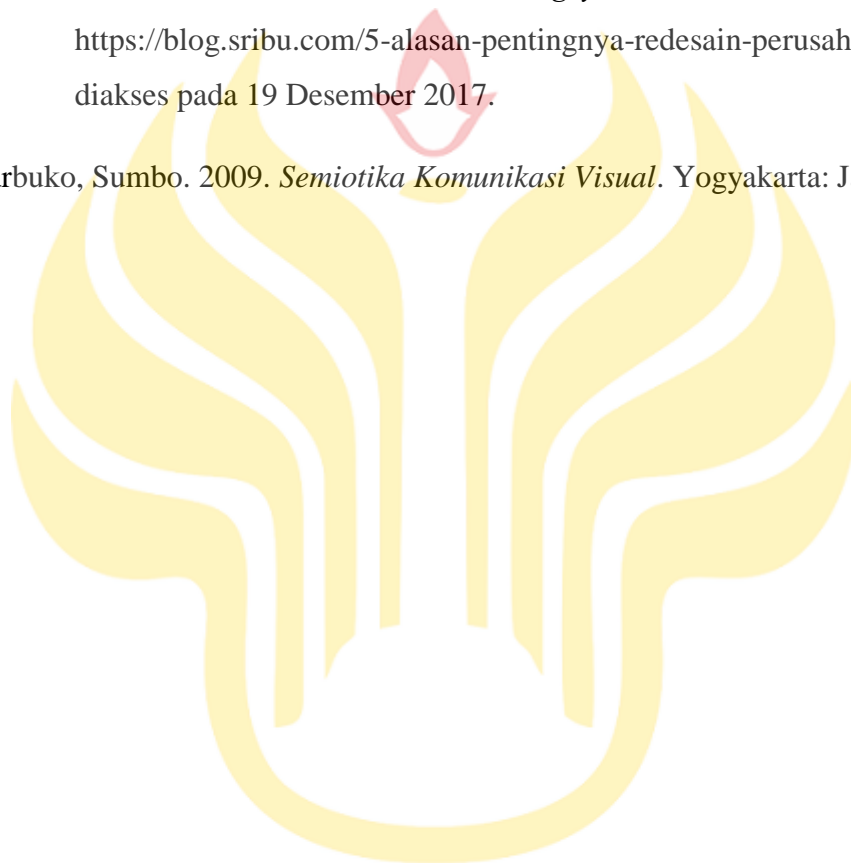 https://blog.sribu.com/5-alasan-pentingnya-redesain-perusah
diakses pada 19 Desember 2017.
rbuko, Sumbo. 2009. Semiotika Komunikasi Visual. Yogyakarta: J